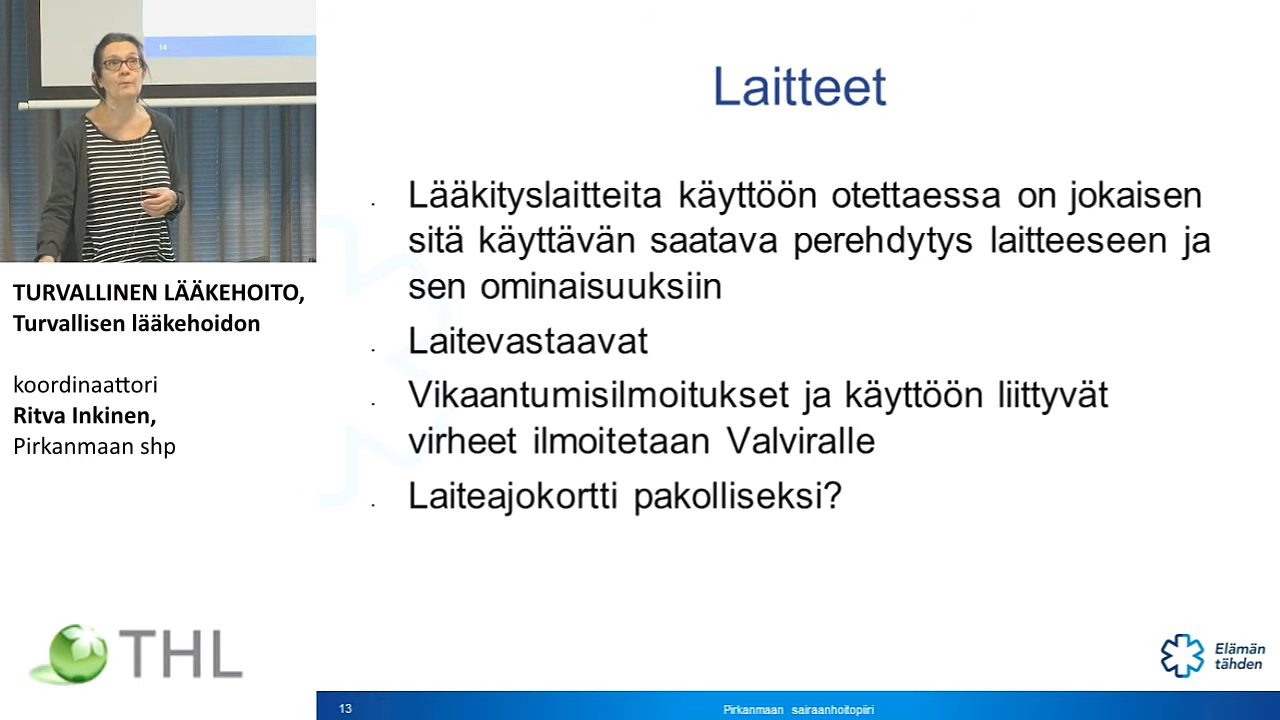 14
TURVALLINEN LÄÄKEHOITO,
Turvallisen lääkehoidon
koordinaattori
Ritva Inkinen,
Pirkanmaan shp
THL
Laitteet
Lääkityslaitteita käyttöön otettaessa on jokaisen
sitä käyttävän saatava perehdytys laitteeseen ja
sen ominaisuuksiin
Laitevastaavat
Vikaantumisilmoitukset ja käyttöön liittyvät
virheet ilmoitetaan Valviralle
Laiteajokortti pakolliseksi?
Elämän
tähden
13
Pirkanmaan sairaanhoitopiiri